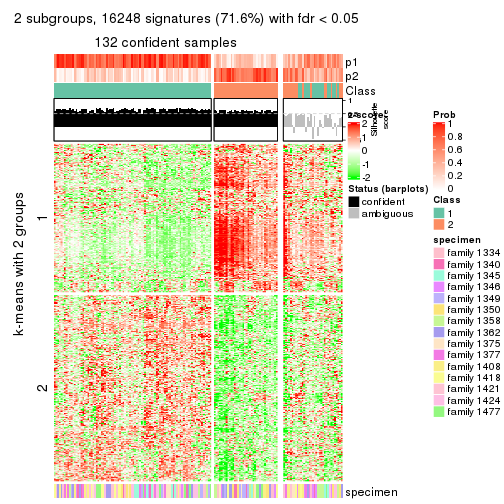 2 subgroups, 16248 signatures (71.6%) with fdr < 0.05
132 confident samples
p1
p2
Class
1
Silhouette
score
z-score
2
1
0
-1
-2
Prob
1
0.8
0.6
0.4
0.2
0
Status (barplots)
confident
ambiguous
Class
1
2
specimen
family 1334
family 1340
family 1345
family 1346
family 1349
family 1350
family 1358
family 1362
family 1375
family 1377
family 1408
family 1418
family 1421
family 1424
family 1477
k-means with 2 groups
1
2
specimen